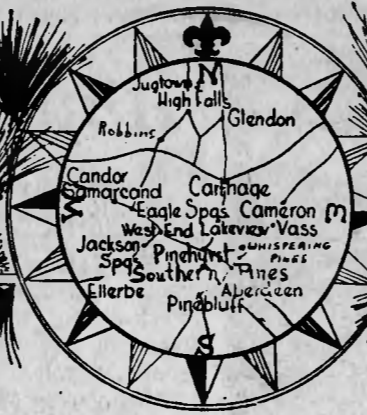 N
Jugtown
High Falls
Glendon
Robbins
Candor
Samarcand
Carthage
W
Eagle Spgs
Cameron
E
West End
Lakeview
Vass
Jackson
Spgs
Pinehurst
WHISPERING
PINES
Southern Pines
Ellerbe
Aberdeen
Pinebluff
S